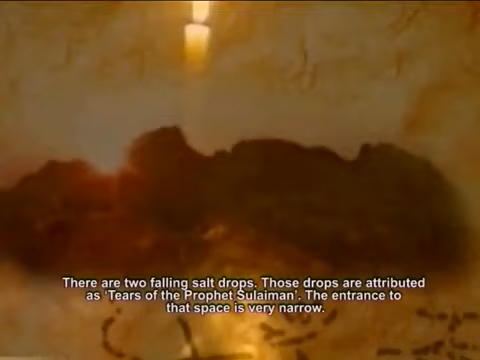 There are two falling salt drops. Those drops are attributed
as 'Tears of the Prophet Sulaiman'. The entrance to
that space is very narrow.